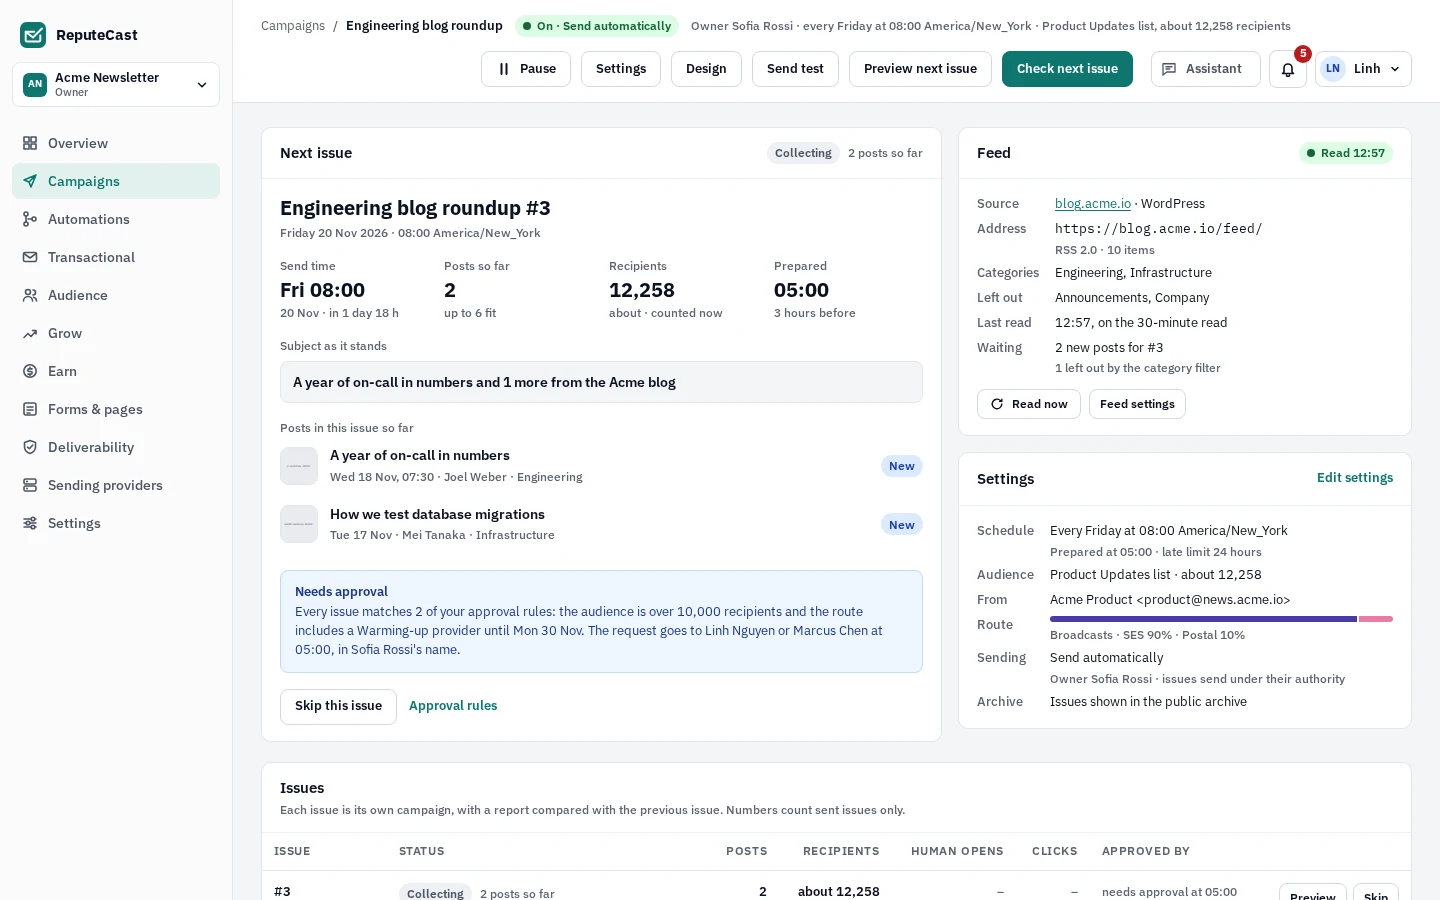 ReputeCast
AN
Acme Newsletter
Owner
Overview
Campaigns
Automations
Transactional
Audience
Grow
Earn
Forms & pages
Deliverability
Sending providers
Settings
Campaigns / Engineering blog roundup
On · Send automatically
Owner Sofia Rossi · every Friday at 08:00 America/New_York · Product Updates list, about 12,258 recipients
Pause
Settings
Design
Send test
Preview next issue
Check next issue
Assistant
5
LN
Linh
Next issue
Collecting
2 posts so far
Engineering blog roundup #3
Friday 20 Nov 2026 · 08:00 America/New_York
Send time
Posts so far
Recipients
Prepared
Fri 08:00
2
12,258
05:00
20 Nov · in 1 day 18 h
up to 6 fit
about · counted now
3 hours before
Subject as it stands
A year of on-call in numbers and 1 more from the Acme blog
Posts in this issue so far
A year of on-call in numbers
Wed 18 Nov, 07:30 · Joel Weber · Engineering
New
How we test database migrations
Tue 17 Nov · Mei Tanaka · Infrastructure
New
Needs approval
Every issue matches 2 of your approval rules: the audience is over 10,000 recipients and the route
includes a Warming-up provider until Mon 30 Nov. The request goes to Linh Nguyen or Marcus Chen at
05:00, in Sofia Rossi's name.
Skip this issue
Approval rules
Feed
Read 12:57
Source
blog.acme.io · WordPress
Address
https://blog.acme.io/feed/
RSS 2.0 · 10 items
Categories
Engineering, Infrastructure
Left out
Announcements, Company
Last read
12:57, on the 30-minute read
Waiting
2 new posts for #3
1 left out by the category filter
Read now
Feed settings
Settings
Edit settings
Schedule
Every Friday at 08:00 America/New_York
Prepared at 05:00 · late limit 24 hours
Audience
Product Updates list · about 12,258
From
Acme Product <product@news.acme.io>
Route
Broadcasts · SES 90% · Postal 10%
Sending
Send automatically
Owner Sofia Rossi · issues send under their authority
Archive
Issues shown in the public archive
Issues
Each issue is its own campaign, with a report compared with the previous issue. Numbers count sent issues only.
ISSUE
STATUS
POSTS
RECIPIENTS
HUMAN OPENS
CLICKS
APPROVED BY
#3
Collecting
2 posts so far
2
about 12,258
–
–
needs approval at 05:00
Preview
Skip